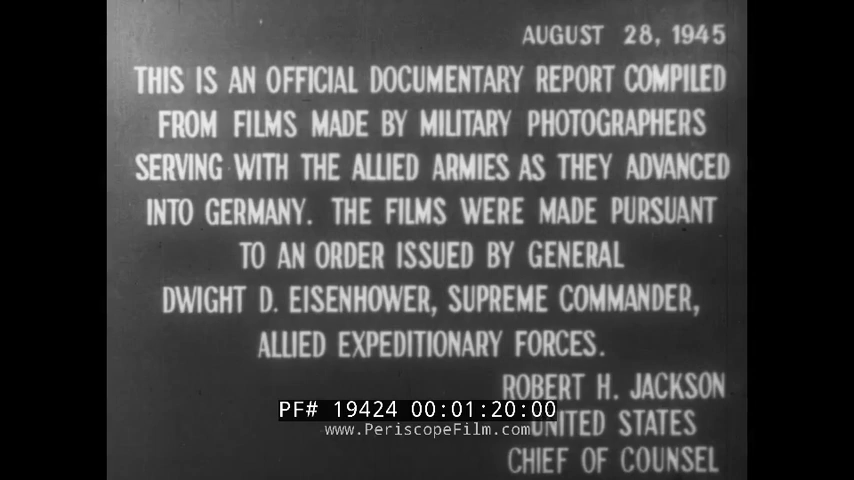 AUGUST 28, 1945
THIS IS AN OFFICIAL DOCUMENTARY REPORT COMPILED
FROM FILMS MADE BY MILITARY PHOTOGRAPHERS
SERVING WITH THE ALLIED ARMIES AS THEY ADVANCED
INTO GERMANY. THE FILMS WERE MADE PURSUANT
TO AN ORDER ISSUED BY GENERAL
DWIGHT D. EISENHOWER, SUPREME COMMANDER,
ALLIED EXPEDITIONARY FORCES.
ROBERT H. JACKSON
PF# 19424 00:01:20:00
www.PeriscopeFilm.com
UNITED STATES
CHIEF OF COUNSEL